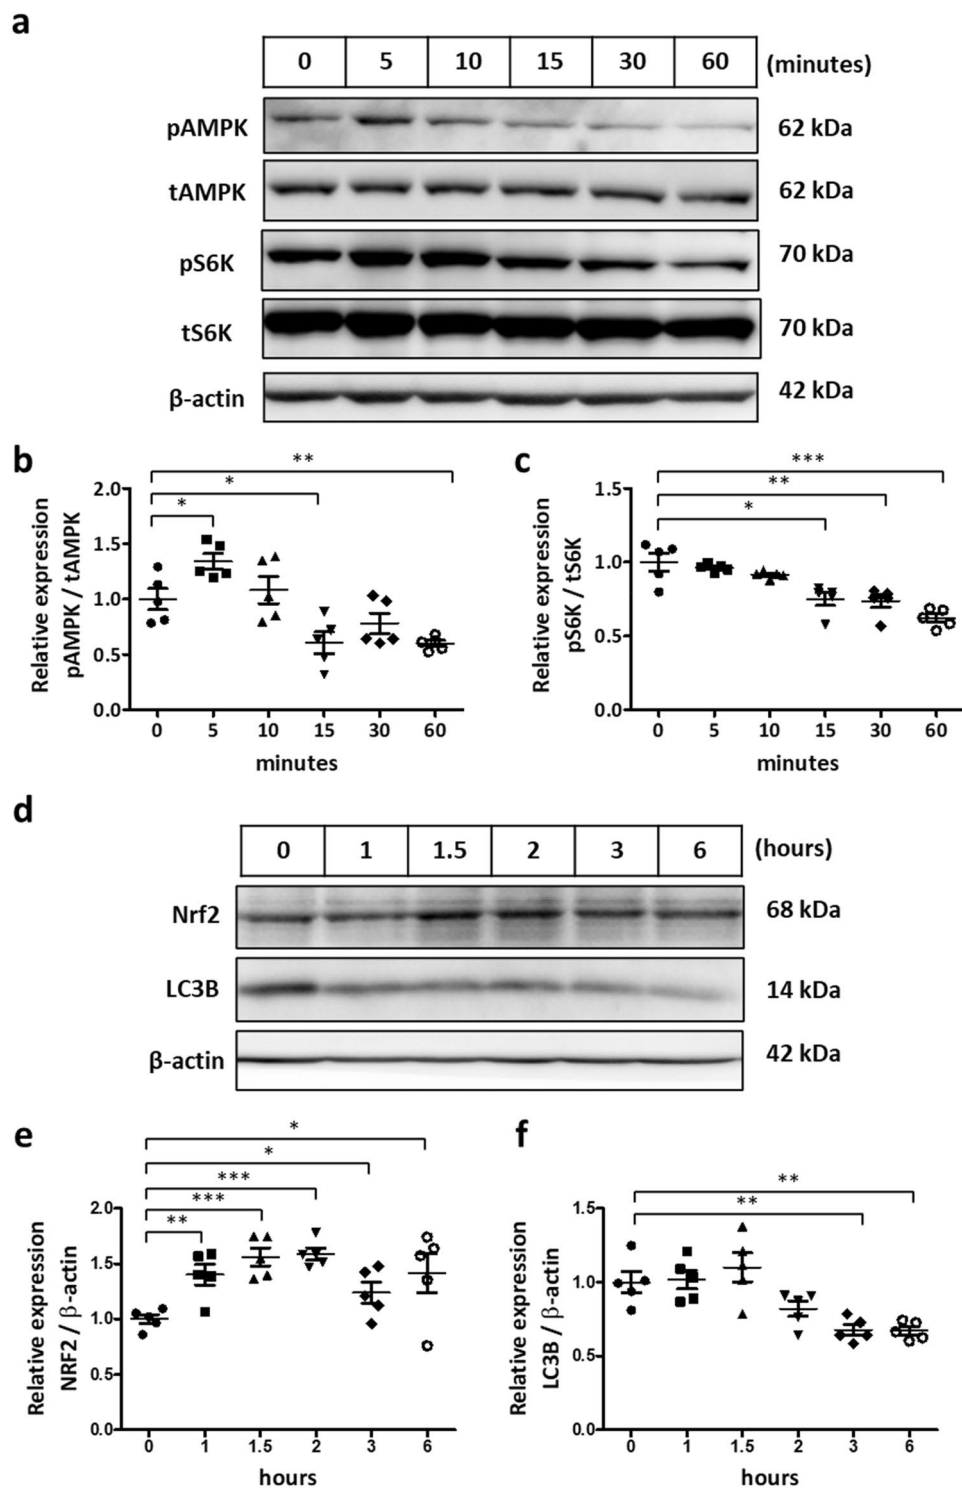 a
0 5 10 15 30 60 (minutes)
pAMPK 62 kDa
tAMPK 62 kDa
pS6K 70 kDa
tS6K 70 kDa
β-actin 42 kDa
b
**
*
*
Relative expression
pAMPK / tAMPK
2.0
1.5
1.0
0.5
0.0
0 5 10 15 30 60
minutes
c
***
**
*
Relative expression
pS6K / tS6K
1.5
1.0
0.5
0.0
0 5 10 15 30 60
minutes
d
0 1 1.5 2 3 6 (hours)
Nrf2 68 kDa
LC3B 14 kDa
β-actin 42 kDa
e
*
*
***
***
**
Relative expression
NRF2 / β-actin
2.0
1.5
1.0
0.5
0.0
0 1 1.5 2 3 6
hours
f
**
**
Relative expression
LC3B / β-actin
1.5
1.0
0.5
0.0
0 1 1.5 2 3 6
hours